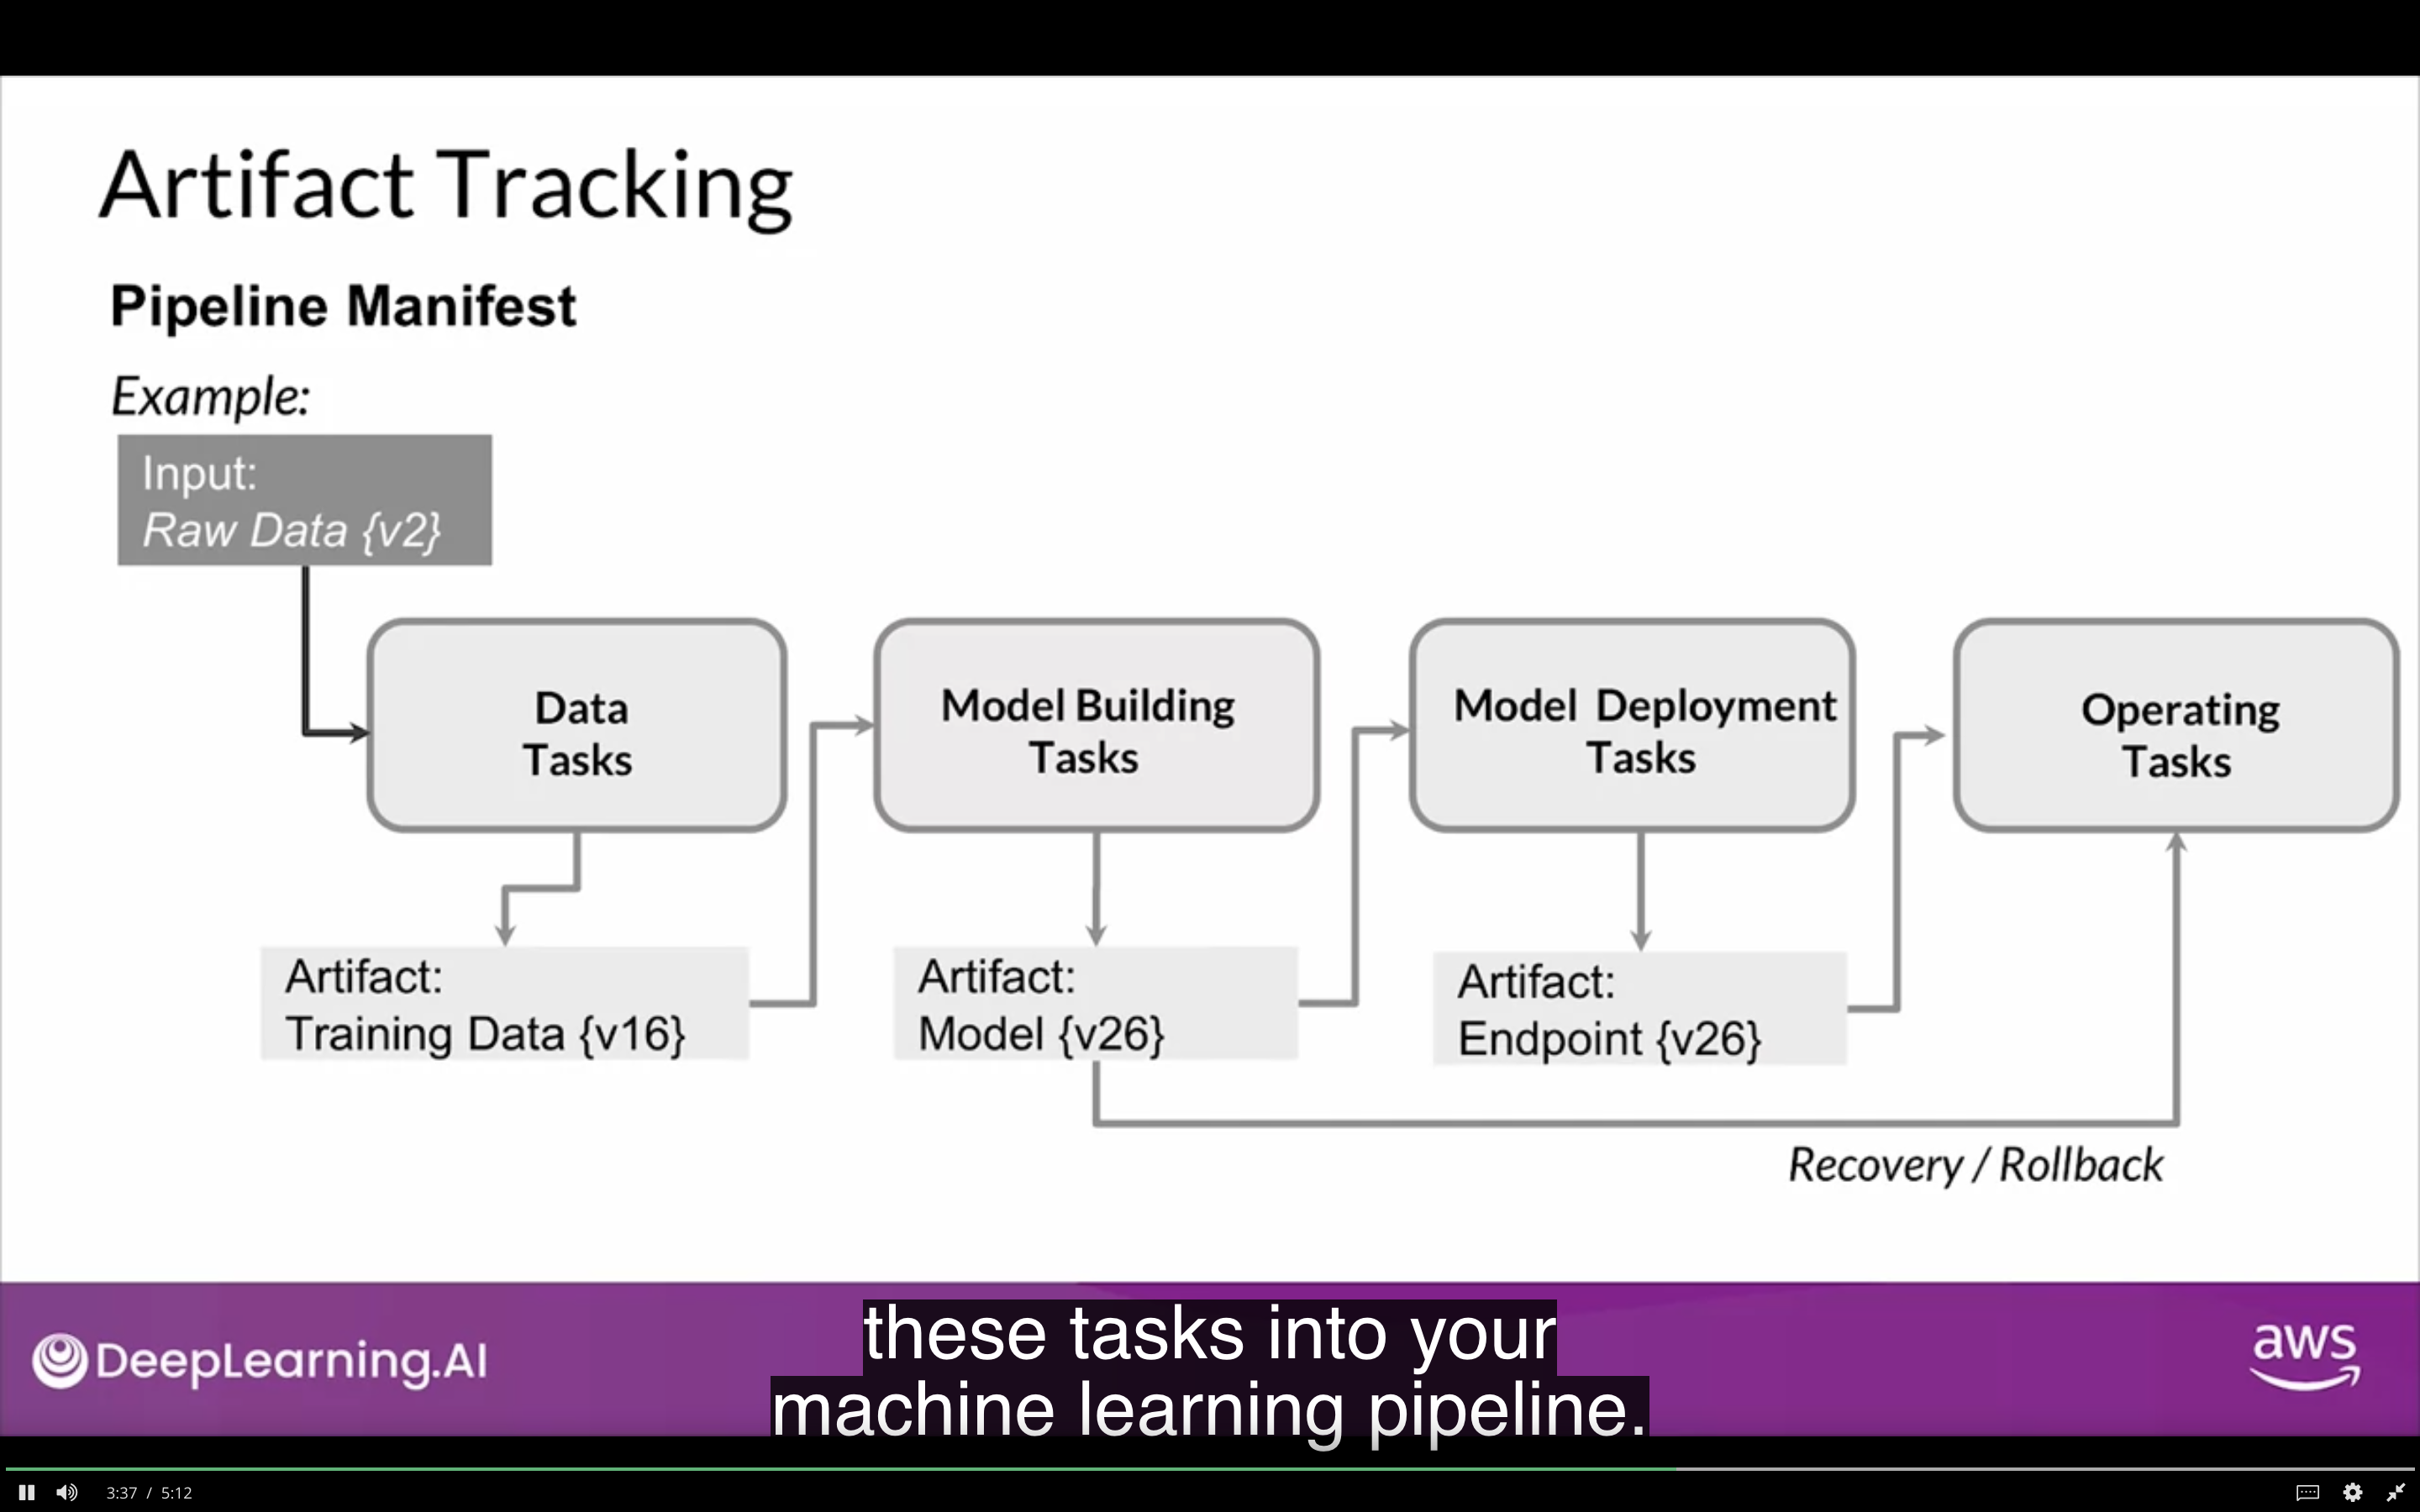 Artifact Tracking
Pipeline Manifest
Example:
Input:
Raw Data {v2}
Data
Tasks
Model Building
Tasks
Model Deployment
Tasks
Operating
Tasks
Artifact:
Training Data {v16}
Artifact:
Model {v26}
Artifact:
Endpoint {v26}
Recovery / Rollback
DeepLearning.AI
these tasks into your
machine learning pipeline.
aws
3:37 / 5:12